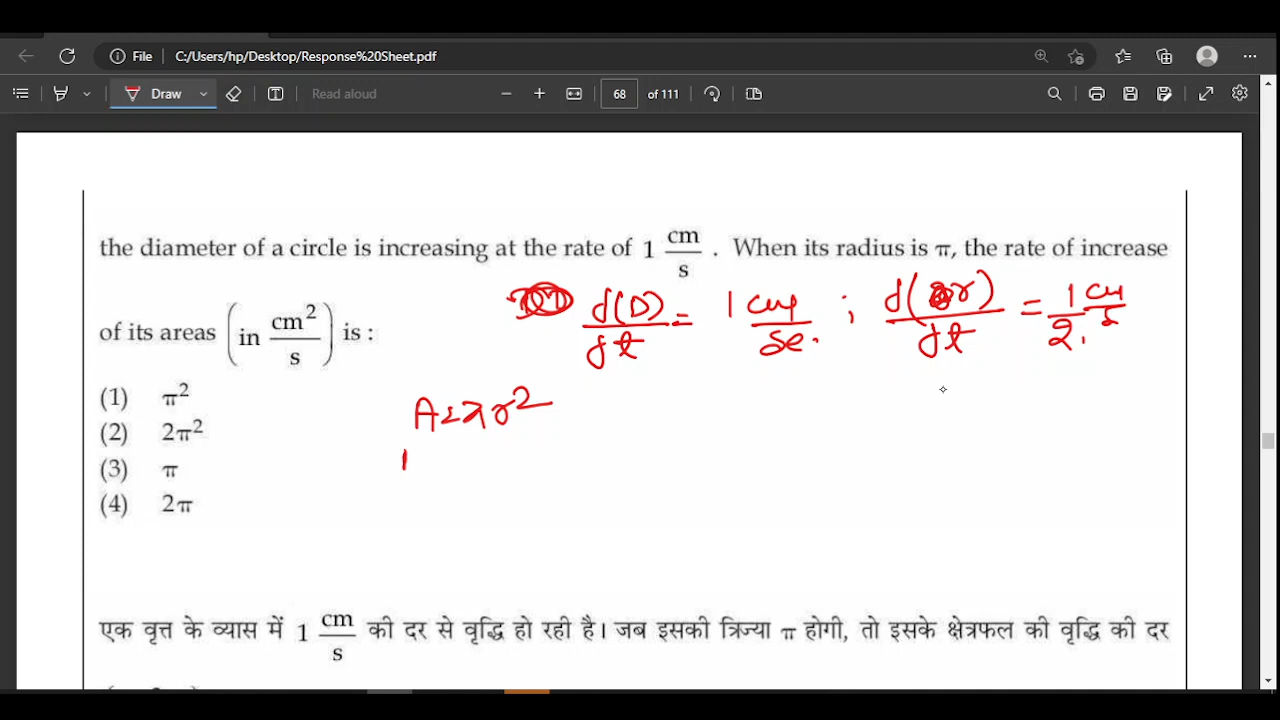 File C:/Users/hp/Desktop/Response%20Sheet.pdf
Draw Read aloud 68 of 111
the diameter of a circle is increasing at the rate of 1 cm/s . When its radius is π, the rate of increase
d(D)/dt = 1 cm/se. ; d(r)/dt = 1/2 cm/s
of its areas (in cm²/s) is :
(1) π²
A = πr²
(2) 2π²
(3) π
(4) 2π
एक वृत्त के व्यास में 1 cm/s की दर से वृद्धि हो रही है। जब इसकी त्रिज्या π होगी, तो इसके क्षेत्रफल की वृद्धि की दर